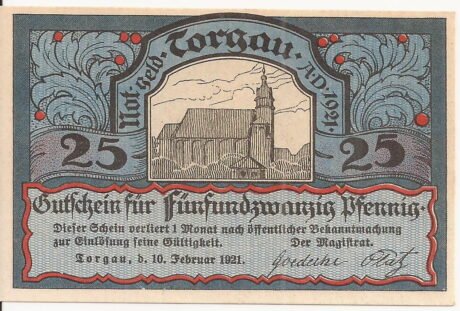 Not-geld · Torgau · A·D·1921·
25 25
Gutschein für Fünfundzwanzig Pfennig·
Dieser Schein verliert 1 Monat nach öffentlicher Bekanntmachung
zur Einlösung seine Gültigkeit. Der Magistrat.
Torgau, d. 10. Februar 1921.